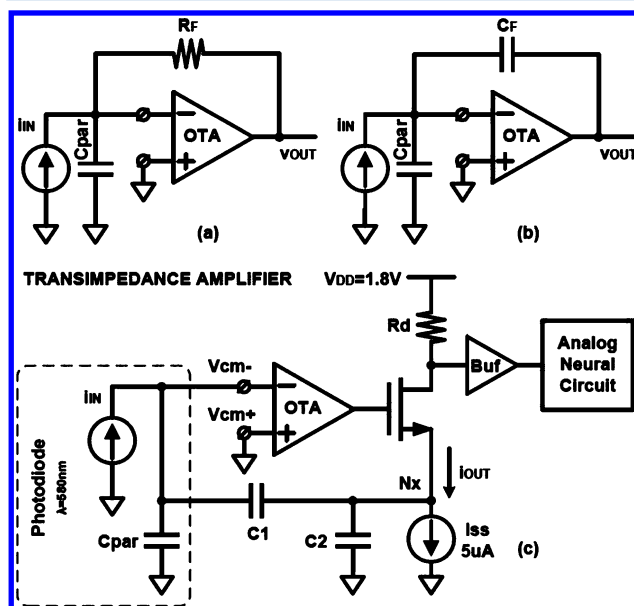 RF
CF
iIN
Cpar
OTA
vOUT
(a)
iIN
Cpar
OTA
vOUT
(b)
TRANSIMPEDANCE AMPLIFIER
VDD=1.8V
Rd
Buf
Analog
Neural
Circuit
Photodiode
λ=580nm
iIN
Vcm-
Vcm+
OTA
Nx
iOUT
Cpar
C1
C2
Iss
5uA
(c)